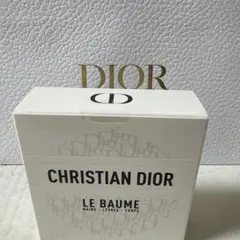 DIOR
CD
CHRISTIAN DIOR
LE BAUME
MAINS - LÈVRES - CORPS